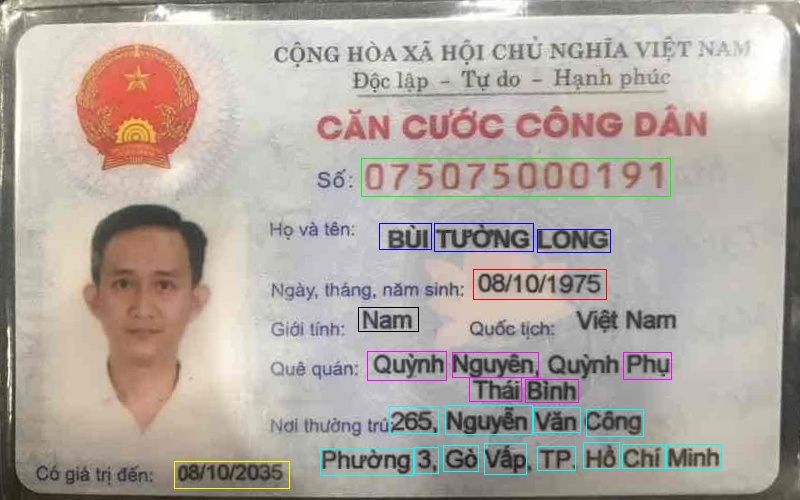 CỘNG HÒA XÃ HỘI CHỦ NGHĨA VIỆT NAM
Độc lập – Tự do – Hạnh phúc
CĂN CƯỚC CÔNG DÂN
Số: 075075000191
Họ và tên: BÙI TƯỜNG LONG
Ngày, tháng, năm sinh: 08/10/1975
Giới tính: Nam Quốc tịch: Việt Nam
Quê quán: Quỳnh Nguyên, Quỳnh Phụ
Thái Bình
Nơi thường trú: 265, Nguyễn Văn Công
Phường 3, Gò Vấp, TP. Hồ Chí Minh
Có giá trị đến: 08/10/2035